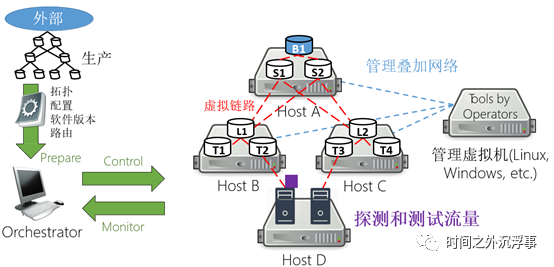 外部
生产
拓扑
配置
软件版本
路由
Prepare
Control
Monitor
Orchestrator
B1
S1
S2
Host A
管理叠加网络
虚拟链路
L1
T1
T2
Host B
L2
T3
T4
Host C
Tools by
Operators
管理虚拟机(Linux,
Windows, etc.)
探测和测试流量
Host D
时间之外沉浮事